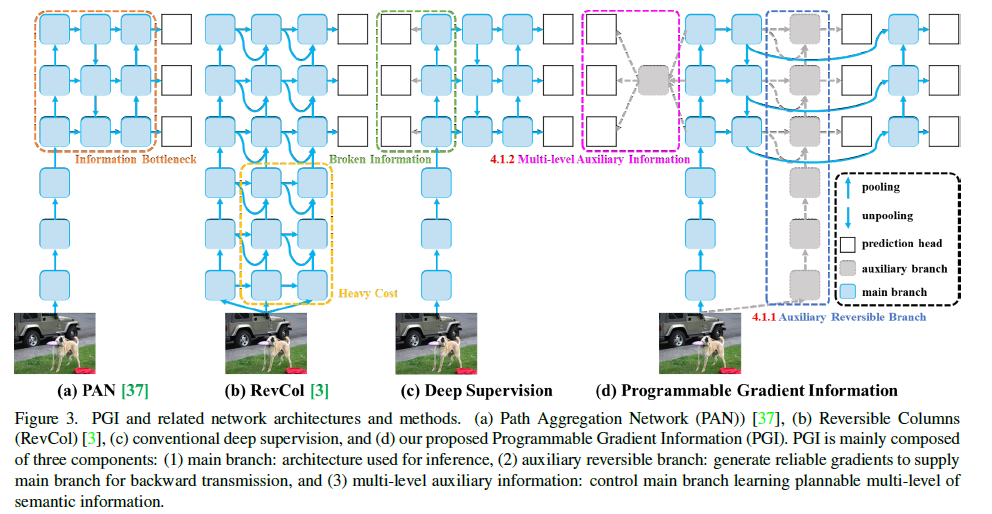 Information Bottleneck
Broken Information
4.1.2 Multi-level Auxiliary Information
Heavy Cost
pooling
unpooling
prediction head
auxiliary branch
main branch
4.1.1 Auxiliary Reversible Branch
(a) PAN [37]
(b) RevCol [3]
(c) Deep Supervision
(d) Programmable Gradient Information
Figure 3. PGI and related network architectures and methods. (a) Path Aggregation Network (PAN)) [37], (b) Reversible Columns
(RevCol) [3], (c) conventional deep supervision, and (d) our proposed Programmable Gradient Information (PGI). PGI is mainly composed
of three components: (1) main branch: architecture used for inference, (2) auxiliary reversible branch: generate reliable gradients to supply
main branch for backward transmission, and (3) multi-level auxiliary information: control main branch learning plannable multi-level of
semantic information.